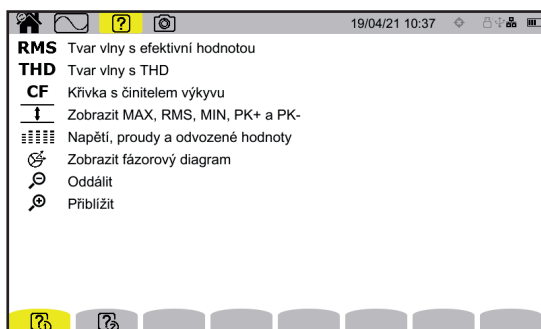 19/04/21 10:37
RMS Tvar vlny s efektivní hodnotou
THD Tvar vlny s THD
CF Křivka s činitelem výkyvu
Zobrazit MAX, RMS, MIN, PK+ a PK-
Napětí, proudy a odvozené hodnoty
Zobrazit fázorový diagram
Oddálit
Přiblížit